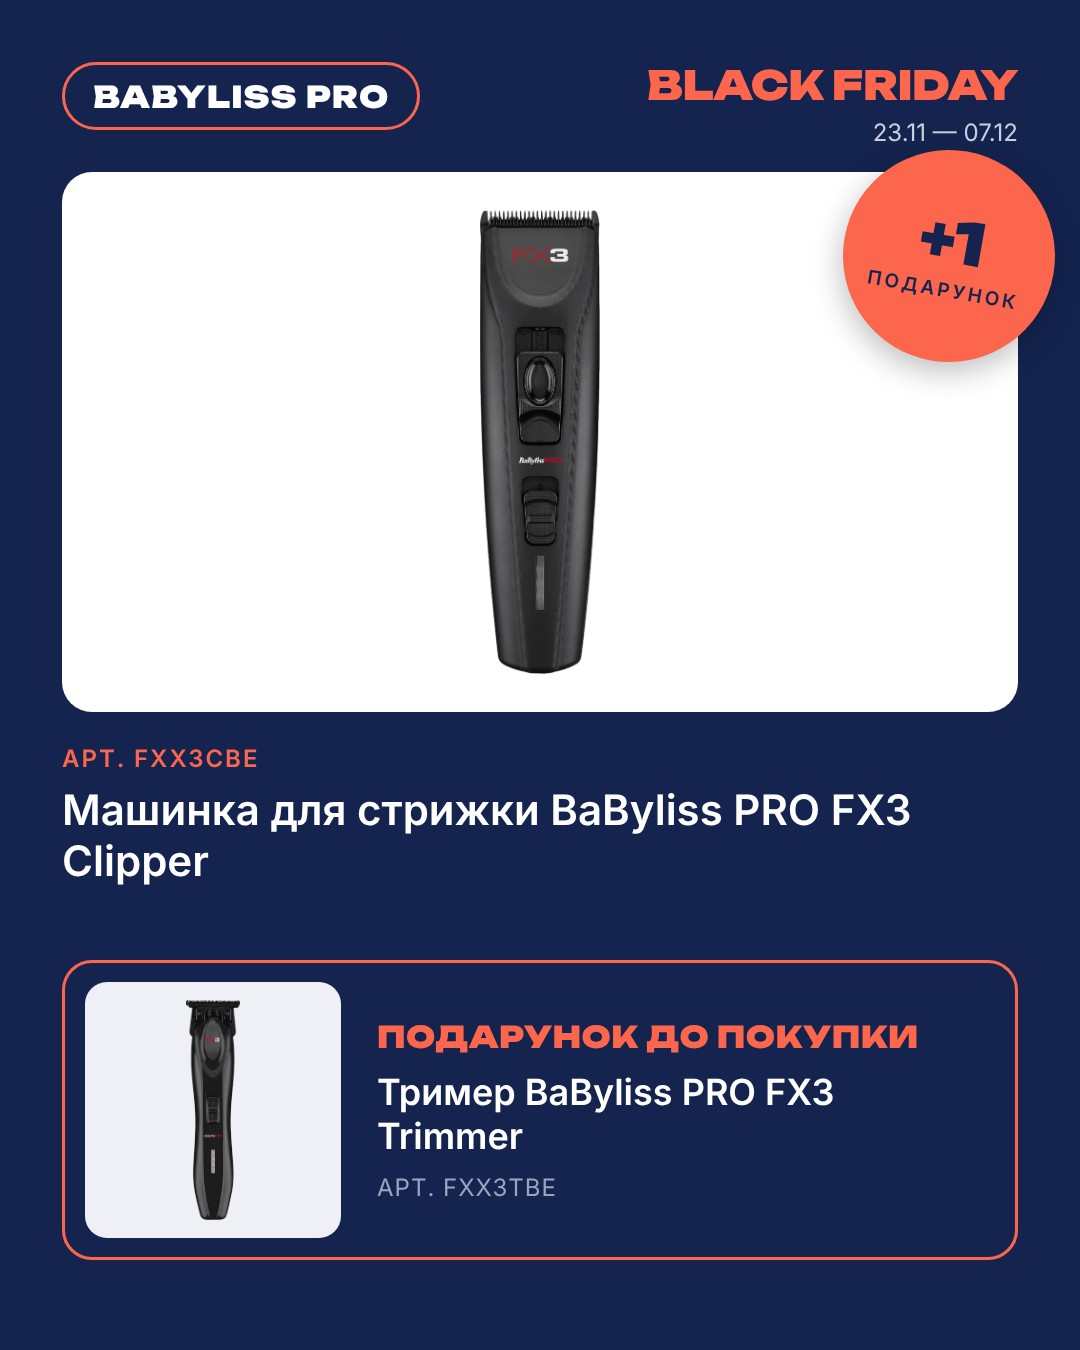 BABYLISS PRO
BLACK FRIDAY
23.11 — 07.12
+1
ПОДАРУНОК
FX3
BaBylissPRO
АРТ. FXX3CBE
Машинка для стрижки BaByliss PRO FX3
Clipper
ПОДАРУНОК ДО ПОКУПКИ
Тример BaByliss PRO FX3
Trimmer
АРТ. FXX3TBE